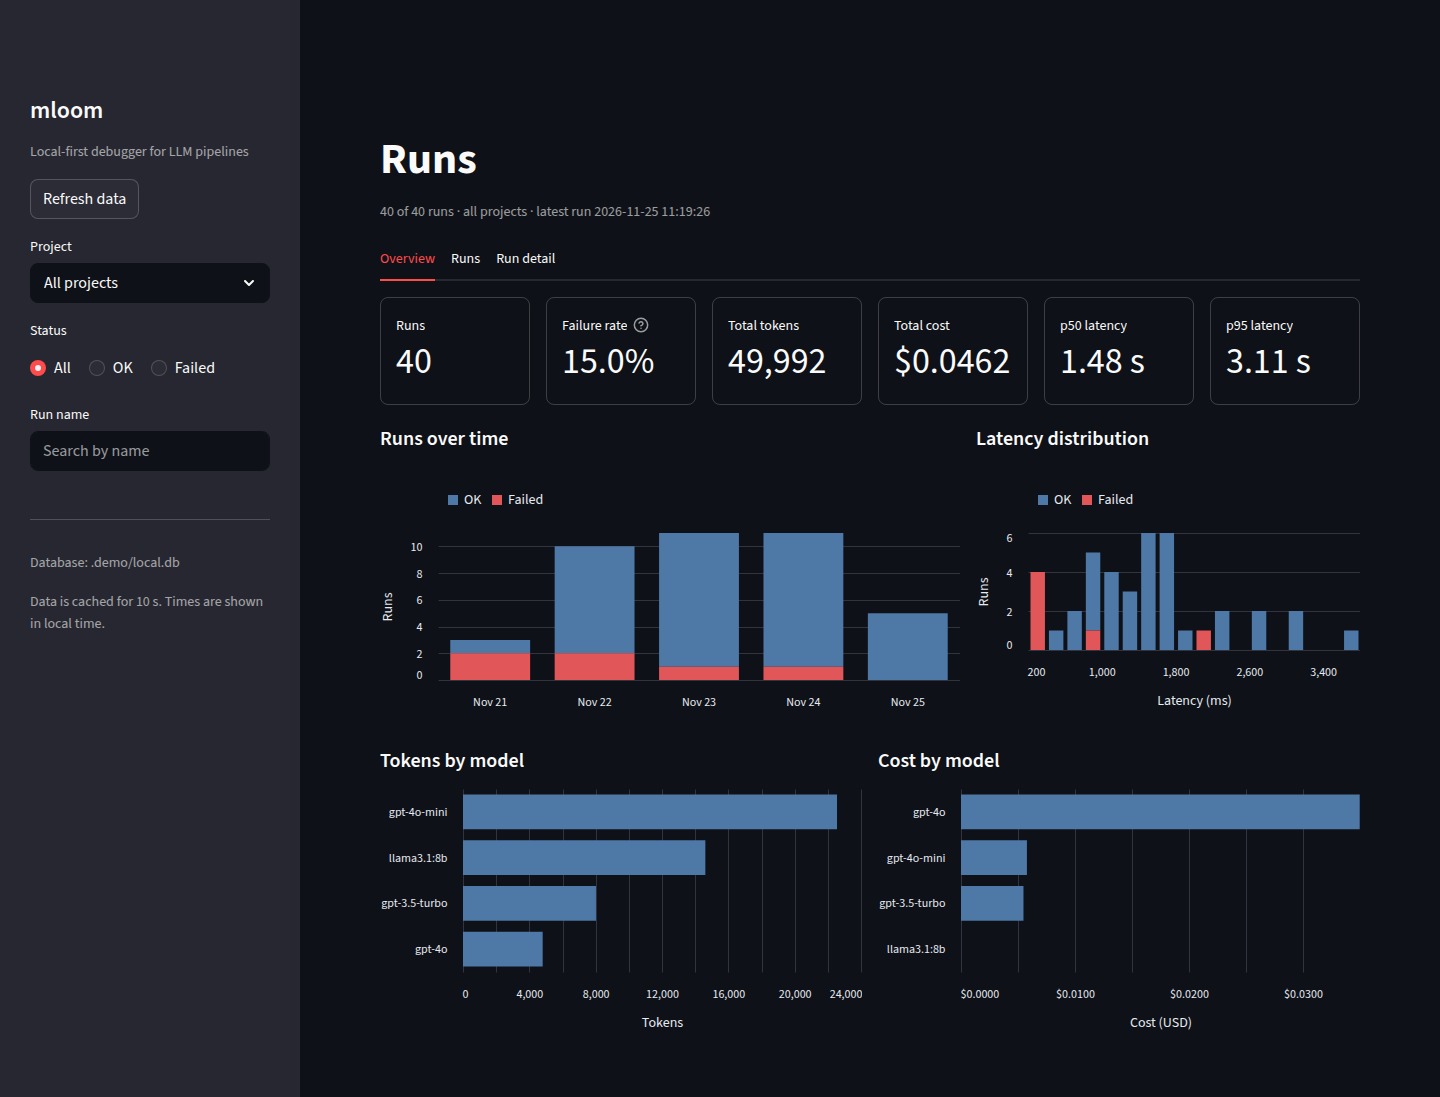 mloom
Local-first debugger for LLM pipelines
Refresh data
Project
All projects
Status
All OK Failed
Run name
Search by name
Database: .demo/local.db
Data is cached for 10 s. Times are shown
in local time.
Runs
40 of 40 runs · all projects · latest run 2026-11-25 11:19:26
Overview Runs Run detail
Runs
40
Failure rate
15.0%
Total tokens
49,992
Total cost
$0.0462
p50 latency
1.48 s
p95 latency
3.11 s
Runs over time
OK Failed
Runs
10
8
6
4
2
0
Nov 21 Nov 22 Nov 23 Nov 24 Nov 25
Latency distribution
OK Failed
Runs
6
4
2
0
200 1,000 1,800 2,600 3,400
Latency (ms)
Tokens by model
gpt-4o-mini
llama3.1:8b
gpt-3.5-turbo
gpt-4o
0 4,000 8,000 12,000 16,000 20,000 24,000
Tokens
Cost by model
gpt-4o
gpt-4o-mini
gpt-3.5-turbo
llama3.1:8b
$0.0000 $0.0100 $0.0200 $0.0300
Cost (USD)